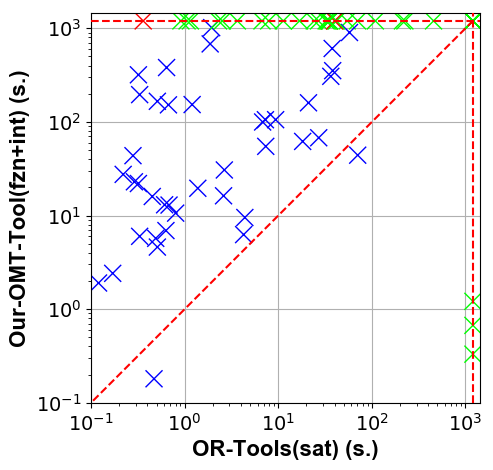 Our-OMT-Tool(fzn+int) (s.)
10³
10²
10¹
10⁰
10⁻¹
10⁻¹ 10⁰ 10¹ 10² 10³
OR-Tools(sat) (s.)